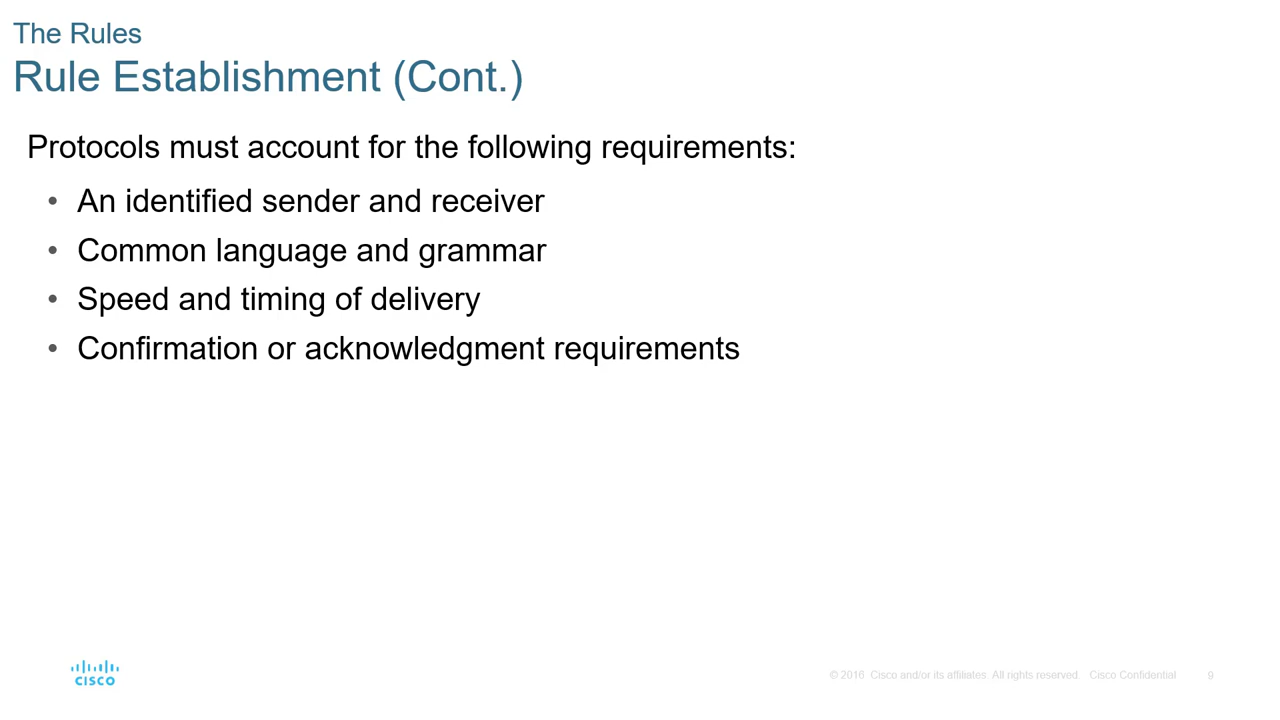 The Rules
Rule Establishment (Cont.)
Protocols must account for the following requirements:
• An identified sender and receiver
• Common language and grammar
• Speed and timing of delivery
• Confirmation or acknowledgment requirements
CISCO
© 2016 Cisco and/or its affiliates. All rights reserved. Cisco Confidential 9